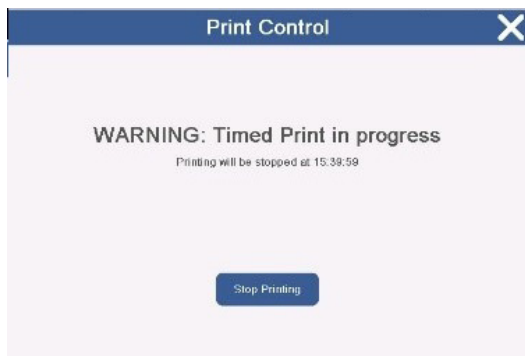 Print Control
WARNING: Timed Print in progress
Printing will be stopped at 15:39:59
Stop Printing